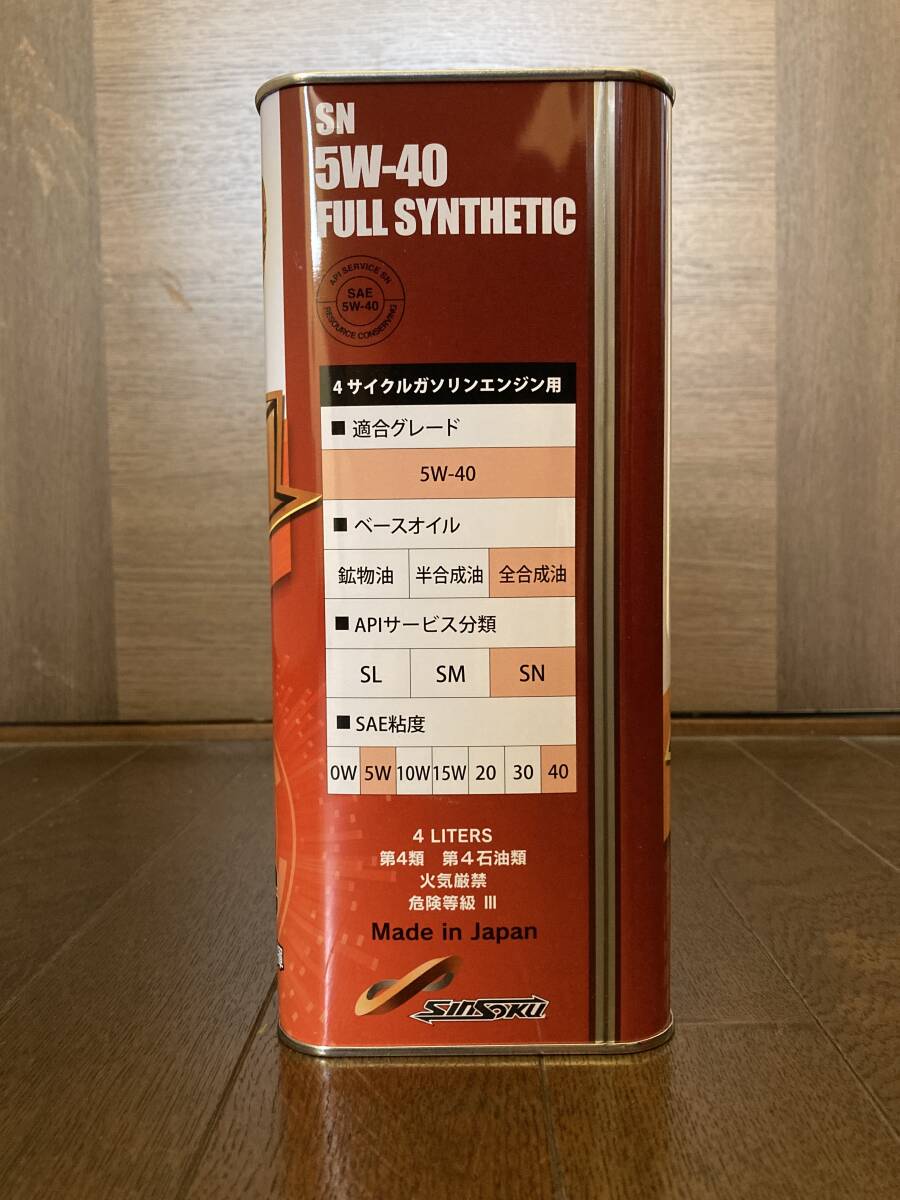 SN
5W-40
FULL SYNTHETIC
API SERVICE SN
SAE
5W-40
RESOURCE CONSERVING
4サイクルガソリンエンジン用
■ 適合グレード
5W-40
■ ベースオイル
鉱物油 半合成油 全合成油
■ APIサービス分類
SL SM SN
■ SAE粘度
0W 5W 10W 15W 20 30 40
4 LITERS
第4類 第4石油類
火気厳禁
危険等級 III
Made in Japan
SINSOKU